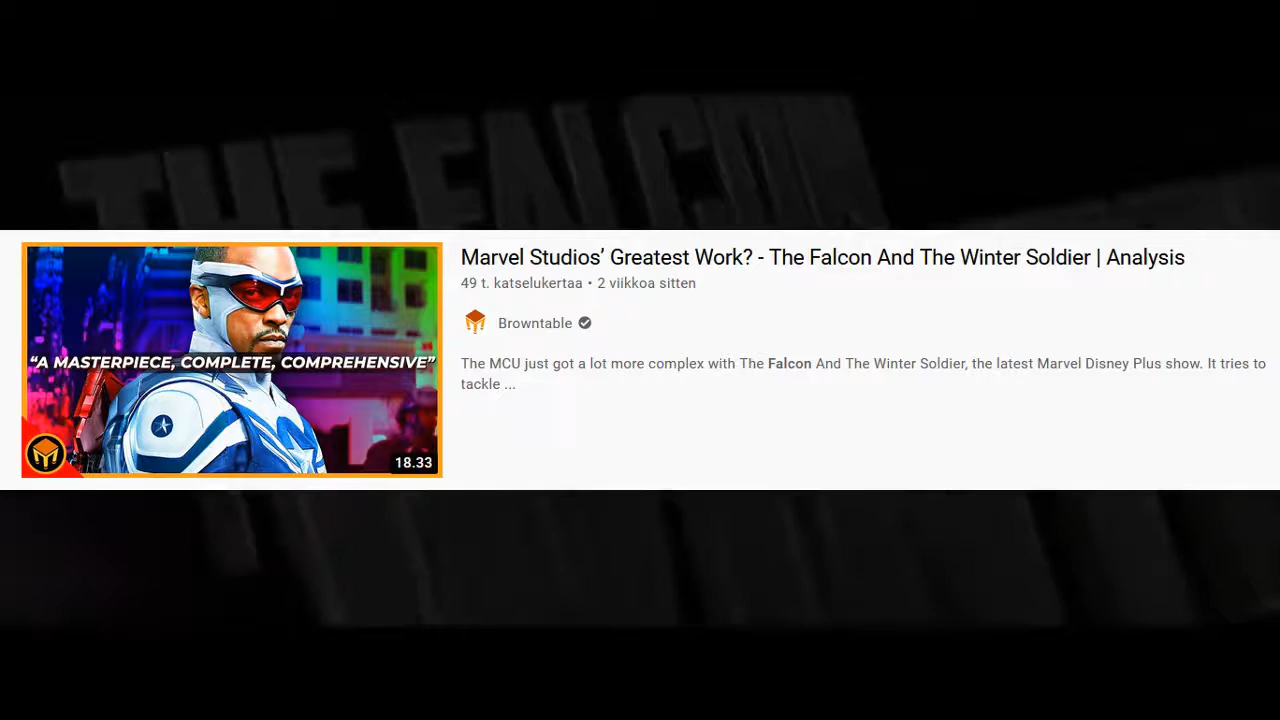 THE FALCON
Marvel Studios’ Greatest Work? - The Falcon And The Winter Soldier | Analysis
49 t. katselukertaa • 2 viikkoa sitten
Browntable
“A MASTERPIECE, COMPLETE, COMPREHENSIVE”
The MCU just got a lot more complex with The Falcon And The Winter Soldier, the latest Marvel Disney Plus show. It tries to
tackle ...
18.33